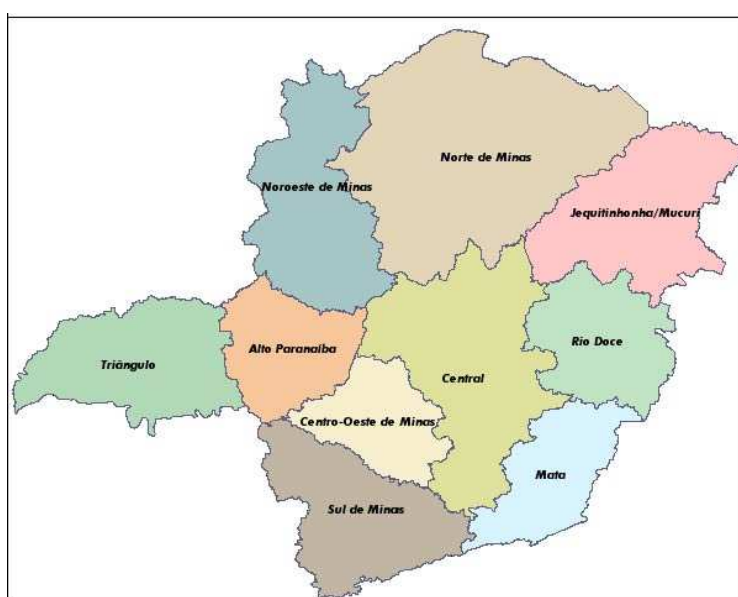 Norte de Minas
Noroeste de Minas
Jequitinhonha/Mucuri
Rio Doce
Alto Paranaíba
Triângulo
Central
Centro-Oeste de Minas
Mata
Sul de Minas